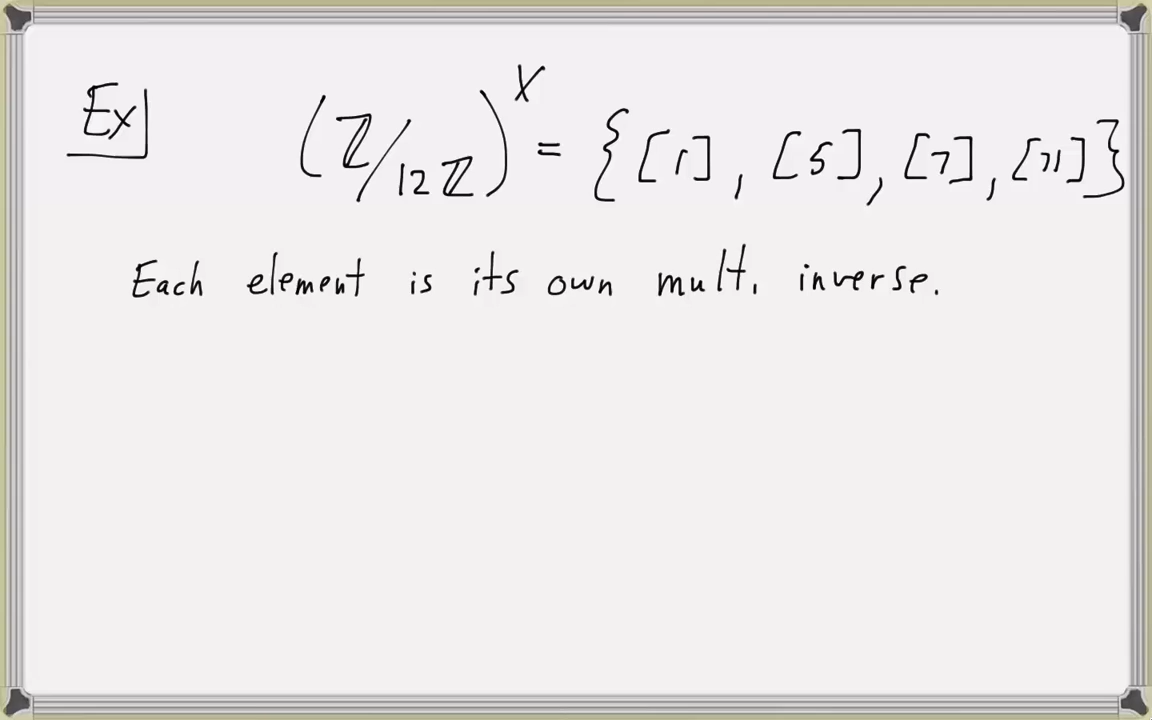 Ex (ℤ/12ℤ)^× = {[1], [5], [7], [11]}
Each element is its own mult. inverse.